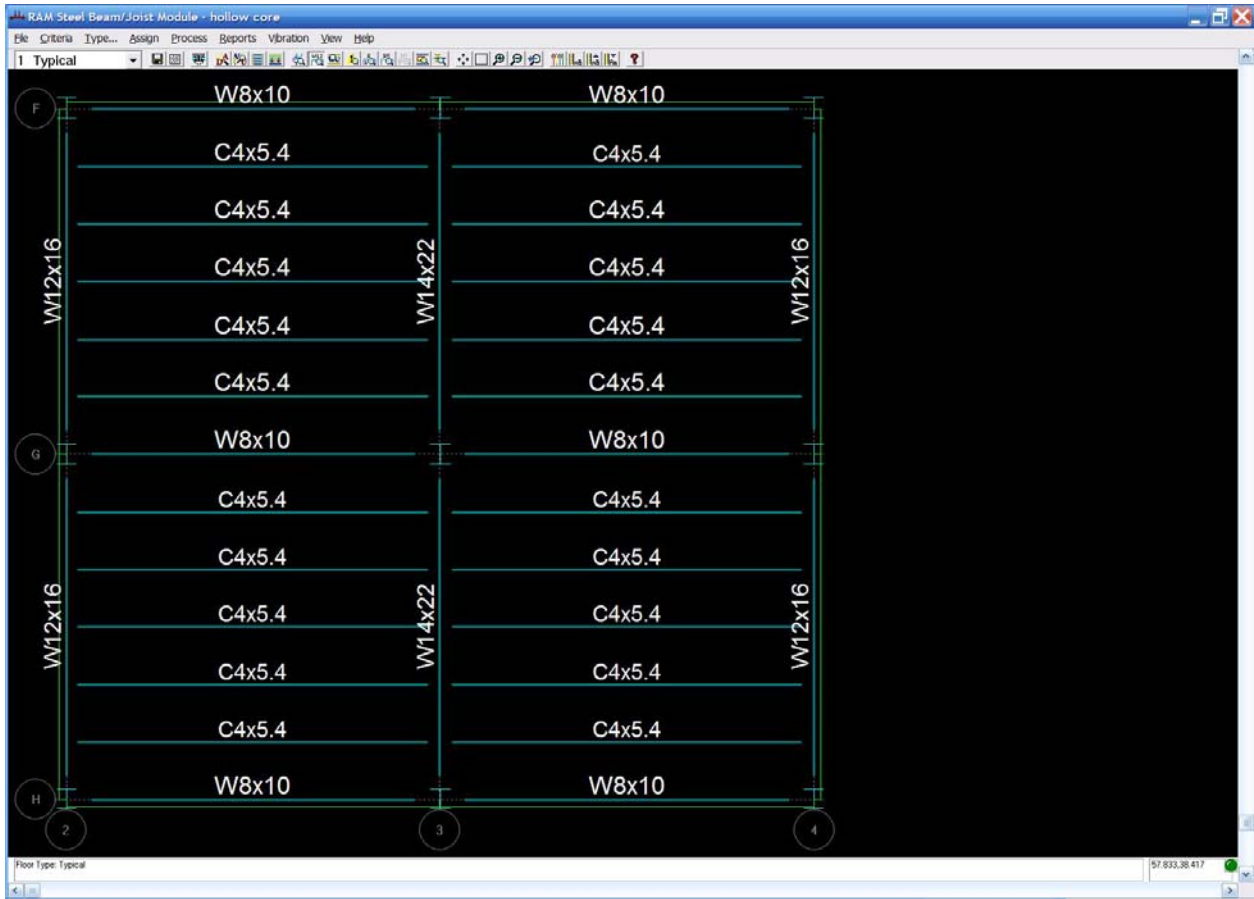 RAM Steel Beam/Joist Module - hollow core
File Criteria Type... Assign Process Reports Vibration View Help
1 Typical
F
W8x10 W8x10
C4x5.4 C4x5.4
C4x5.4 C4x5.4
W12x16 C4x5.4 W14x22 C4x5.4 W12x16
C4x5.4 C4x5.4
C4x5.4 C4x5.4
G W8x10 W8x10
C4x5.4 C4x5.4
C4x5.4 C4x5.4
W12x16 C4x5.4 W14x22 C4x5.4 W12x16
C4x5.4 C4x5.4
C4x5.4 C4x5.4
H W8x10 W8x10
2 3 4
Floor Type: Typical 57.833,38.417